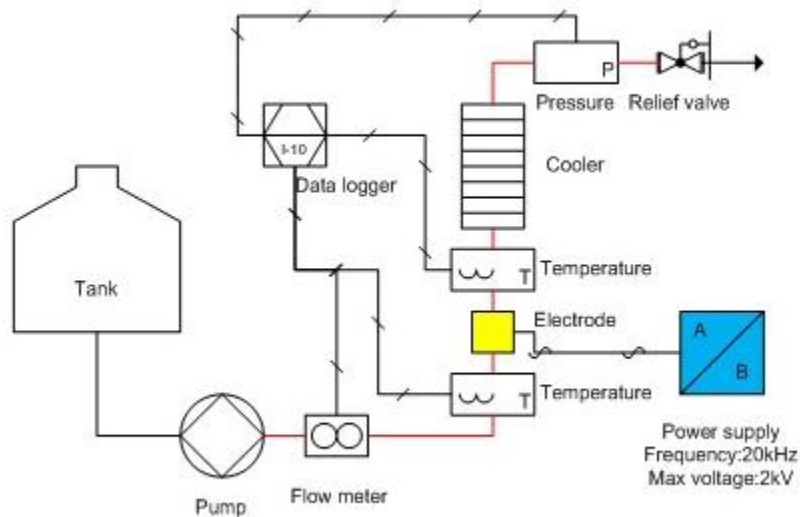 P
Pressure
Relief valve
I-10
Data logger
Cooler
T
Temperature
Tank
Electrode
A
B
T
Temperature
Power supply
Frequency:20kHz
Max voltage:2kV
Pump
Flow meter